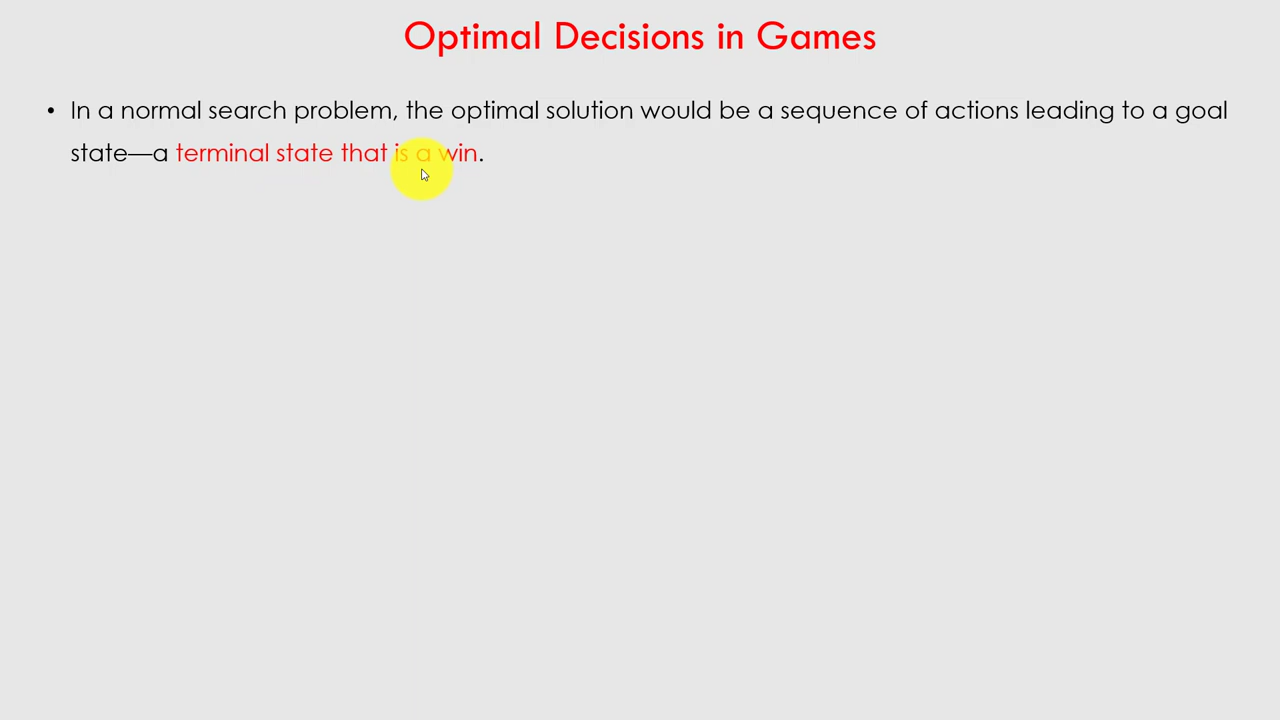 Optimal Decisions in Games
• In a normal search problem, the optimal solution would be a sequence of actions leading to a goal
state—a terminal state that is a win.